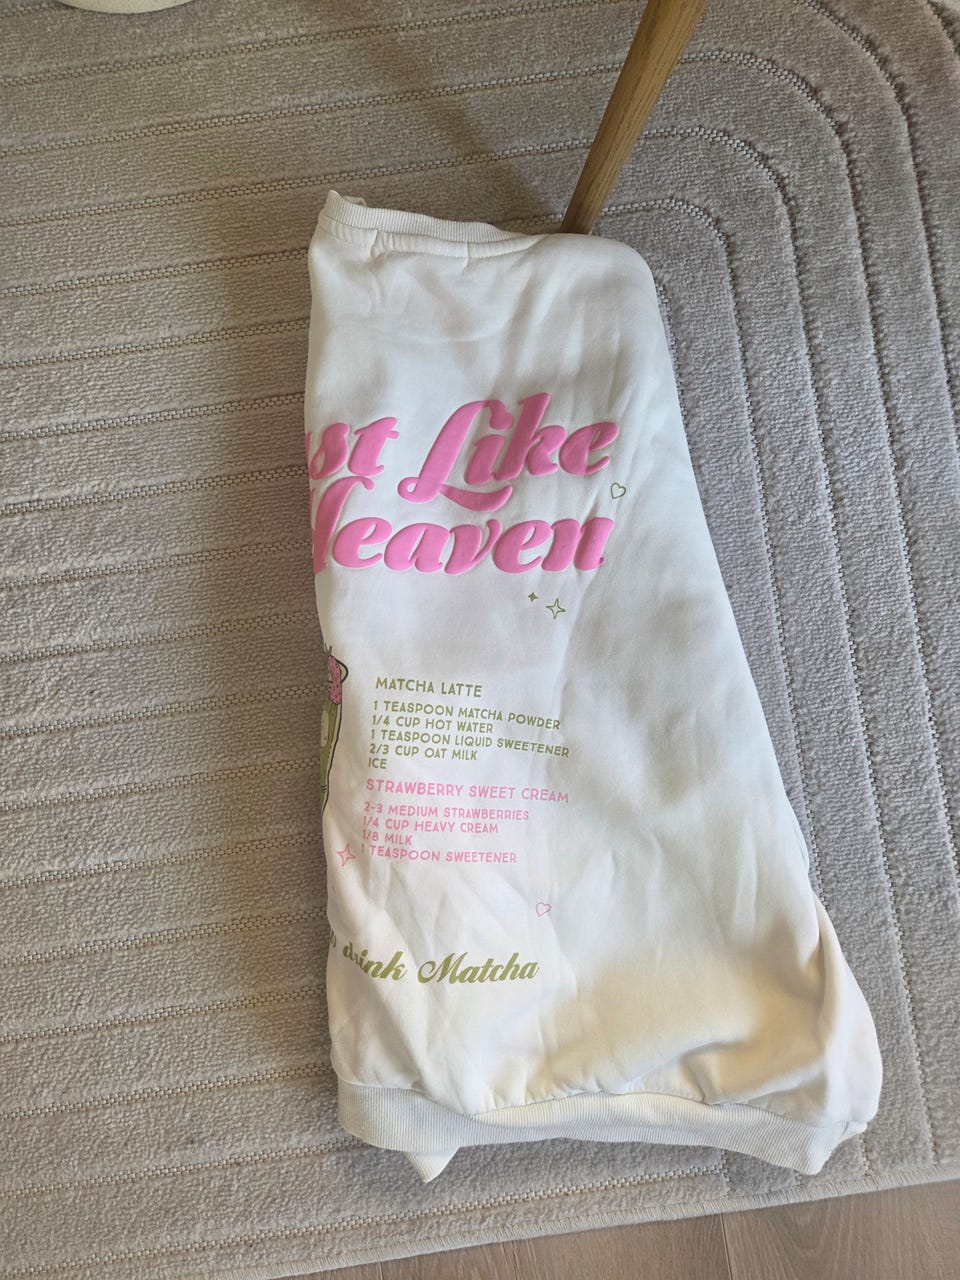 st Like
Heaven
MATCHA LATTE
1 TEASPOON MATCHA POWDER
1/4 CUP HOT WATER
1 TEASPOON LIQUID SWEETENER
2/3 CUP OAT MILK
ICE
STRAWBERRY SWEET CREAM
2-3 MEDIUM STRAWBERRIES
1/4 CUP HEAVY CREAM
1/8 MILK
1 TEASPOON SWEETENER
drink Matcha